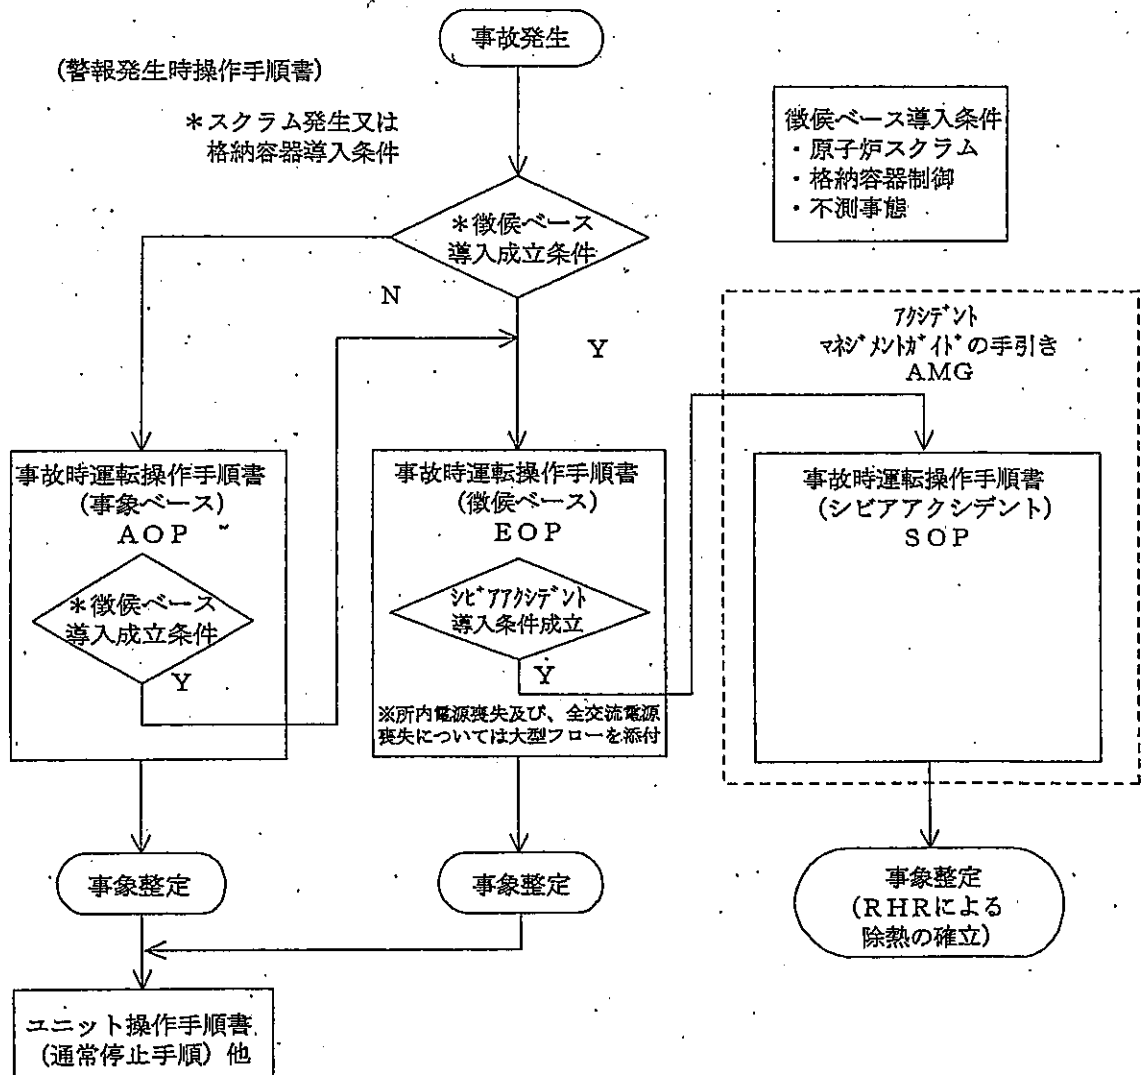 事故発生
(警報発生時操作手順書)
＊スクラム発生又は
格納容器導入条件
徴候ベース導入条件
・原子炉スクラム
・格納容器制御
・不測事態
＊徴候ベース
導入成立条件
N
Y
ｱｸｼﾃﾞﾝﾄ
ﾏﾈｼﾞﾒﾝﾄｶﾞｲﾄﾞの手引き
AMG
事故時運転操作手順書
(事象ベース)
AOP
＊徴候ベース
導入成立条件
Y
事故時運転操作手順書
(徴候ベース)
EOP
ｼﾋﾞｱｱｸｼﾃﾞﾝﾄ
導入条件成立
Y
※所内電源喪失及び、全交流電源
喪失については大型フローを添付
事故時運転操作手順書
(シビアアクシデント)
SOP
事象整定
事象整定
事象整定
(RHRによる
除熱の確立)
ユニット操作手順書
(通常停止手順) 他